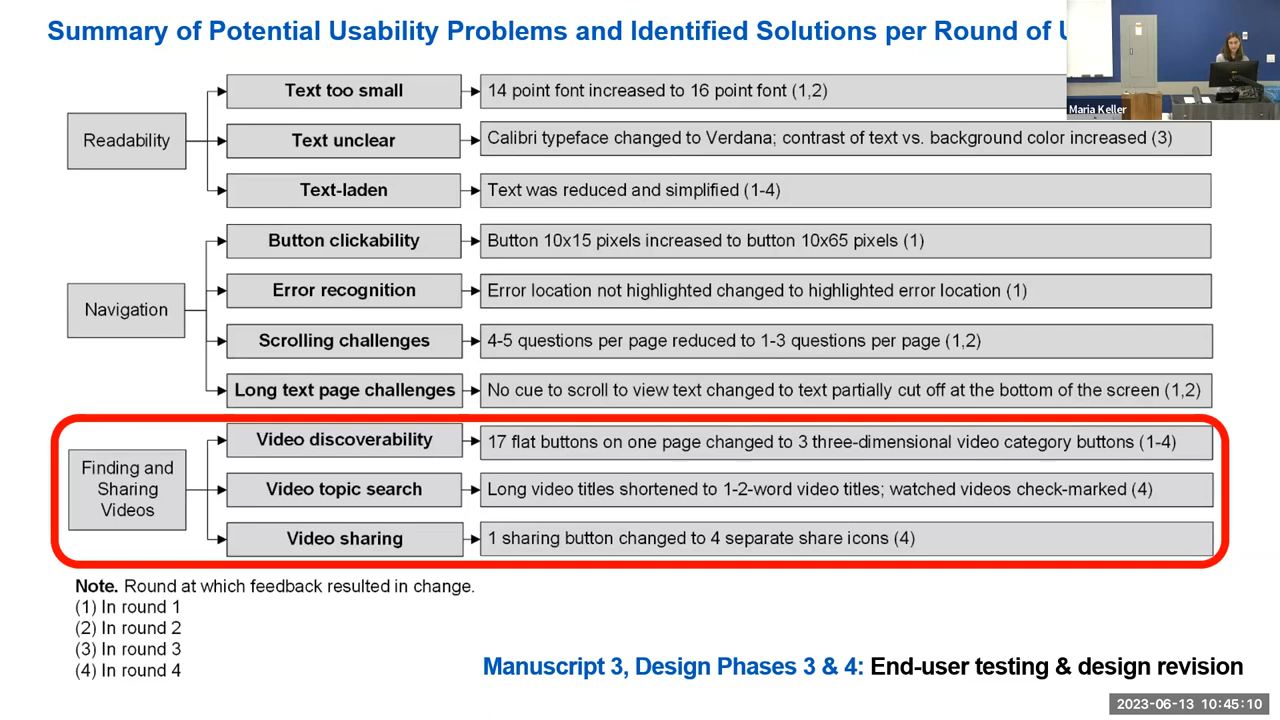 Summary of Potential Usability Problems and Identified Solutions per Round of
Maria Keller
Readability
Text too small
14 point font increased to 16 point font (1,2)
Text unclear
Calibri typeface changed to Verdana; contrast of text vs. background color increased (3)
Text-laden
Text was reduced and simplified (1-4)
Navigation
Button clickability
Button 10x15 pixels increased to button 10x65 pixels (1)
Error recognition
Error location not highlighted changed to highlighted error location (1)
Scrolling challenges
4-5 questions per page reduced to 1-3 questions per page (1,2)
Long text page challenges
No cue to scroll to view text changed to text partially cut off at the bottom of the screen (1,2)
Finding and
Sharing
Videos
Video discoverability
17 flat buttons on one page changed to 3 three-dimensional video category buttons (1-4)
Video topic search
Long video titles shortened to 1-2-word video titles; watched videos check-marked (4)
Video sharing
1 sharing button changed to 4 separate share icons (4)
Note. Round at which feedback resulted in change.
(1) In round 1
(2) In round 2
(3) In round 3
(4) In round 4
Manuscript 3, Design Phases 3 & 4: End-user testing & design revision
2023-06-13 10:45:10